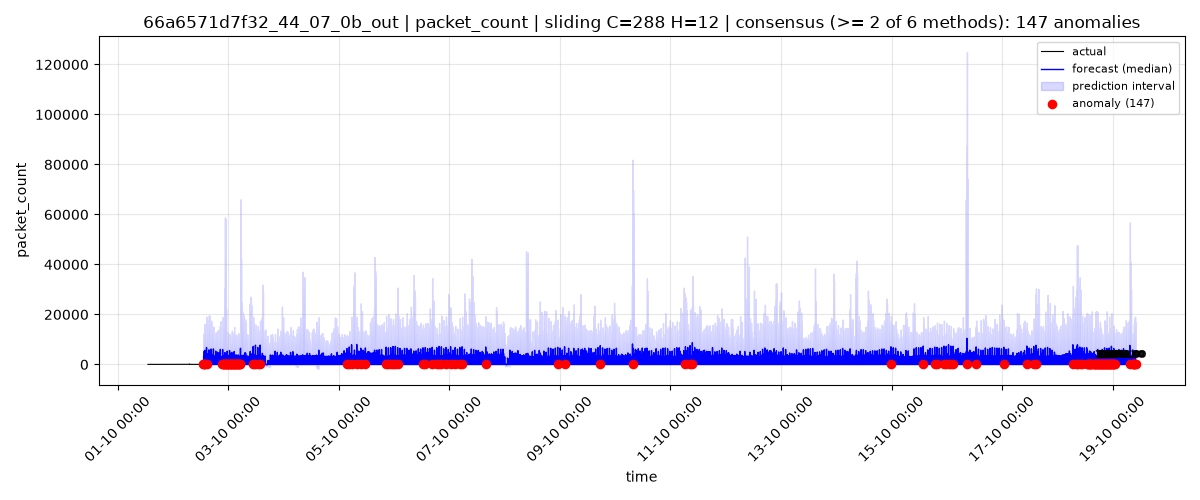 66a6571d7f32_44_07_0b_out | packet_count | sliding C=288 H=12 | consensus (>= 2 of 6 methods): 147 anomalies
actual
forecast (median)
prediction interval
anomaly (147)
packet_count
120000
100000
80000
60000
40000
20000
0
01-10 00:00
03-10 00:00
05-10 00:00
07-10 00:00
09-10 00:00
11-10 00:00
13-10 00:00
15-10 00:00
17-10 00:00
19-10 00:00
time